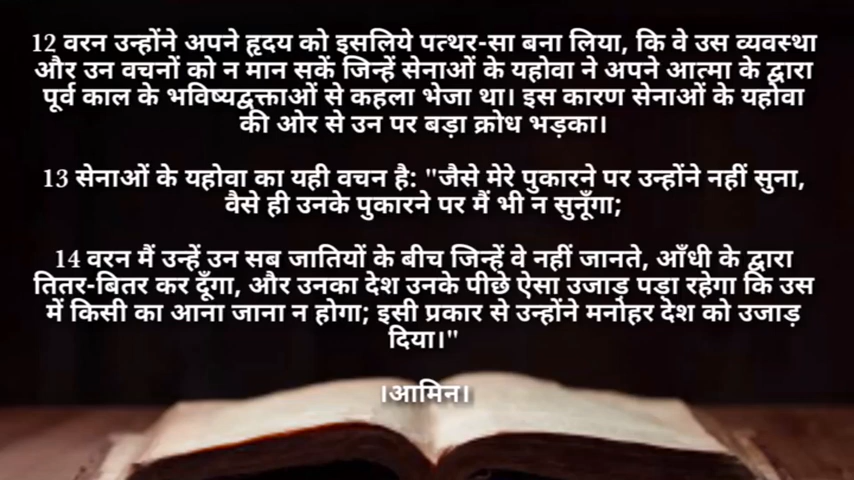 12 वरन उन्होंने अपने हृदय को इसलिये पत्थर-सा बना लिया, कि वे उस व्यवस्था
और उन वचनों को न मान सकें जिन्हें सेनाओं के यहोवा ने अपने आत्मा के द्वारा
पूर्व काल के भविष्यद्वक्ताओं से कहला भेजा था। इस कारण सेनाओं के यहोवा
की ओर से उन पर बड़ा क्रोध भड़का।
13 सेनाओं के यहोवा का यही वचन है: "जैसे मेरे पुकारने पर उन्होंने नहीं सुना,
वैसे ही उनके पुकारने पर मैं भी न सुनूँगा;
14 वरन मैं उन्हें उन सब जातियों के बीच जिन्हें वे नहीं जानते, आँधी के द्वारा
तितर-बितर कर दूँगा, और उनका देश उनके पीछे ऐसा उजाड़ पड़ा रहेगा कि उस
में किसी का आना जाना न होगा; इसी प्रकार से उन्होंने मनोहर देश को उजाड़
दिया।"
।आमिन।